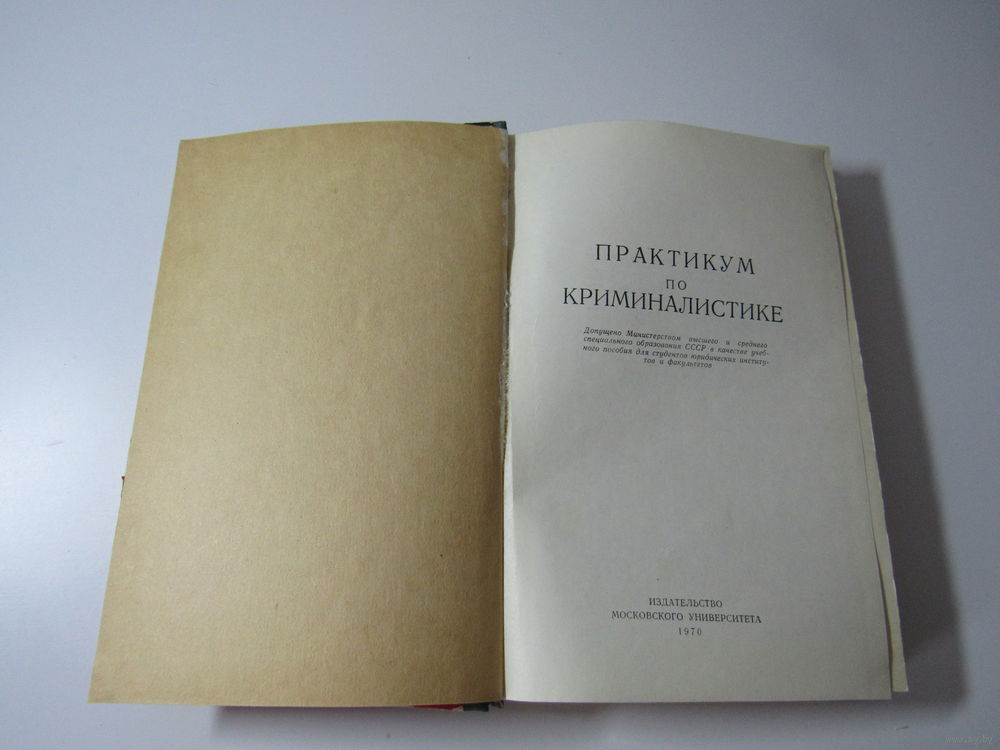 ПРАКТИКУМ
ПО
КРИМИНАЛИСТИКЕ
Допущено Министерством высшего и среднего
специального образования СССР в качестве учеб-
ного пособия для студентов юридических институ-
тов и факультетов
ИЗДАТЕЛЬСТВО
МОСКОВСКОГО УНИВЕРСИТЕТА
1970